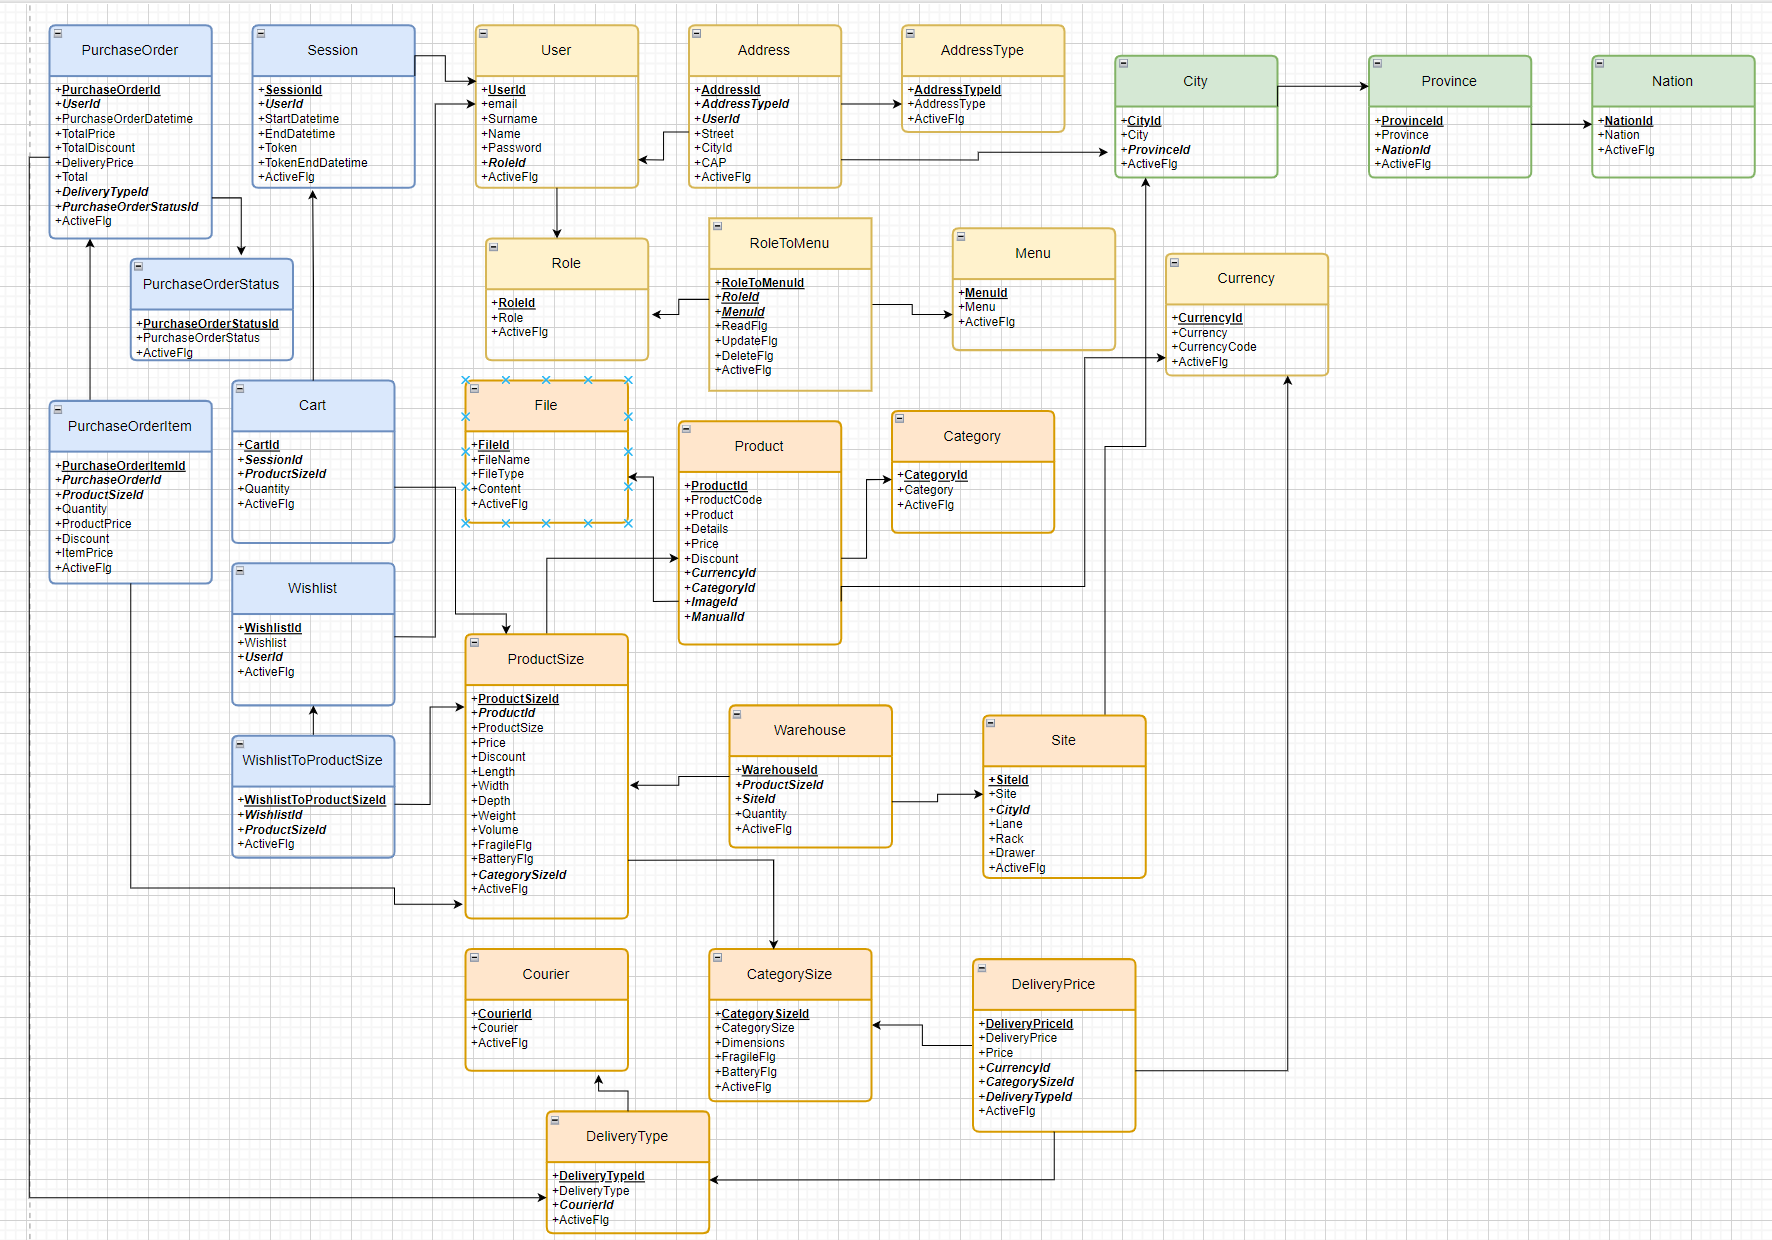 PurchaseOrder
+PurchaseOrderId
+UserId
+PurchaseOrderDatetime
+TotalPrice
+TotalDiscount
+DeliveryPrice
+Total
+DeliveryTypeId
+PurchaseOrderStatusId
+ActiveFlg
Session
+SessionId
+UserId
+StartDatetime
+EndDatetime
+Token
+TokenEndDatetime
+ActiveFlg
User
+UserId
+email
+Surname
+Name
+Password
+RoleId
+ActiveFlg
Address
+AddressId
+AddressTypeId
+UserId
+Street
+CityId
+CAP
+ActiveFlg
AddressType
+AddressTypeId
+AddressType
+ActiveFlg
City
+CityId
+City
+ProvinceId
+ActiveFlg
Province
+ProvinceId
+Province
+NationId
+ActiveFlg
Nation
+NationId
+Nation
+ActiveFlg
PurchaseOrderStatus
+PurchaseOrderStatusId
+PurchaseOrderStatus
+ActiveFlg
Role
+RoleId
+Role
+ActiveFlg
RoleToMenu
+RoleToMenuId
+RoleId
+MenuId
+ReadFlg
+UpdateFlg
+DeleteFlg
+ActiveFlg
Menu
+MenuId
+Menu
+ActiveFlg
Currency
+CurrencyId
+Currency
+CurrencyCode
+ActiveFlg
PurchaseOrderItem
+PurchaseOrderItemId
+PurchaseOrderId
+ProductSizeId
+Quantity
+ProductPrice
+Discount
+ItemPrice
+ActiveFlg
Cart
+CartId
+SessionId
+ProductSizeId
+Quantity
+ActiveFlg
File
+FileId
+FileName
+FileType
+Content
+ActiveFlg
Product
+ProductId
+ProductCode
+Product
+Details
+Price
+Discount
+CurrencyId
+CategoryId
+ImageId
+ManualId
Category
+CategoryId
+Category
+ActiveFlg
Wishlist
+WishlistId
+Wishlist
+UserId
+ActiveFlg
WishlistToProductSize
+WishlistToProductSizeId
+WishlistId
+ProductSizeId
+ActiveFlg
ProductSize
+ProductSizeId
+ProductId
+ProductSize
+Price
+Discount
+Length
+Width
+Depth
+Weight
+Volume
+FragileFlg
+BatteryFlg
+CategorySizeId
+ActiveFlg
Warehouse
+WarehouseId
+ProductSizeId
+SiteId
+Quantity
+ActiveFlg
Site
+SiteId
+Site
+CityId
+Lane
+Rack
+Drawer
+ActiveFlg
Courier
+CourierId
+Courier
+ActiveFlg
CategorySize
+CategorySizeId
+CategorySize
+Dimensions
+FragileFlg
+BatteryFlg
+ActiveFlg
DeliveryPrice
+DeliveryPriceId
+DeliveryPrice
+Price
+CurrencyId
+CategorySizeId
+DeliveryTypeId
+ActiveFlg
DeliveryType
+DeliveryTypeId
+DeliveryType
+CourierId
+ActiveFlg